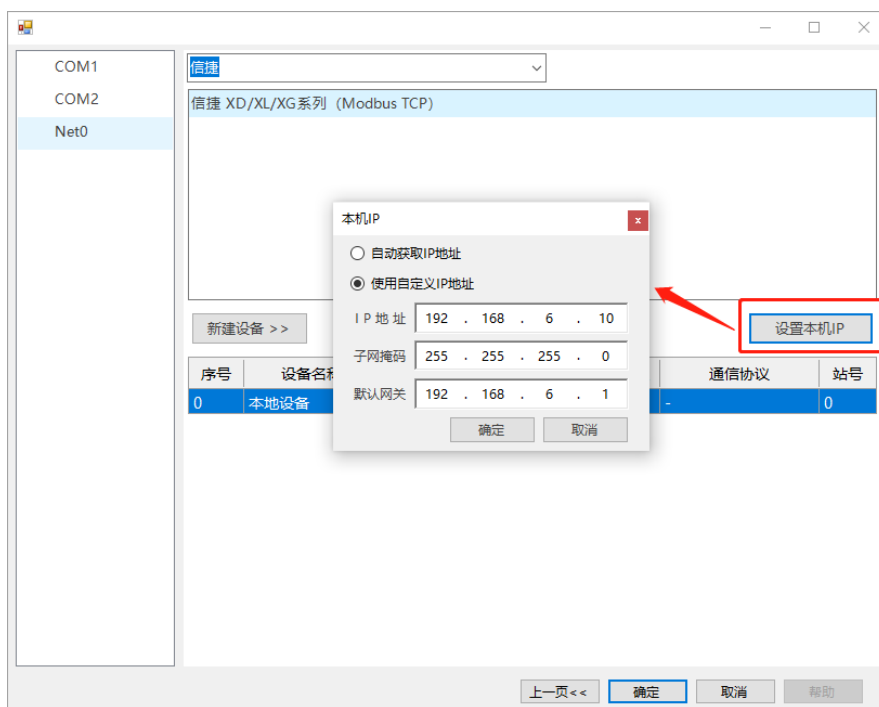 COM1
COM2
Net0
信捷
信捷 XD/XL/XG系列（Modbus TCP）
本机IP
自动获取IP地址
使用自定义IP地址
IP地址 192 . 168 . 6 . 10
子网掩码 255 . 255 . 255 . 0
默认网关 192 . 168 . 6 . 1
确定 取消
新建设备 >>
设置本机IP
序号 设备名 通信协议 站号
0 本地设备 - 0
上一页<< 确定 取消 帮助